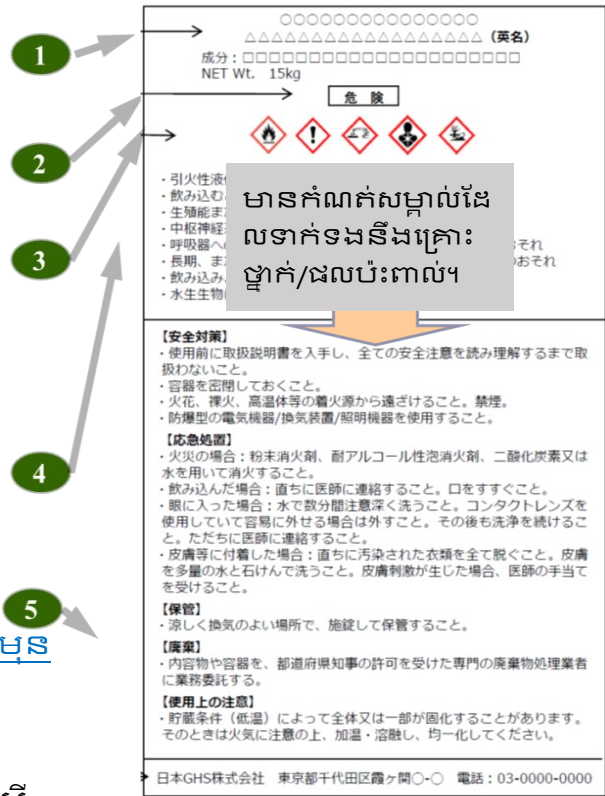 ○○○○○○○○○○○○○○○
△△△△△△△△△△△△△△△△△△ (英名)
1
成分：□□□□□□□□□□□□□□□□□□□□□
NET Wt. 15kg
2
危 険
・引火性液
・飲み込む
・生殖能ま
・中枢神経
3
・呼吸器へ
それ
・長期、ま
のおそれ
・飲み込み
・水生生物
មានកំណត់សម្គាល់ដែ
លទាក់ទងនឹងគ្រោះ
ថ្នាក់/ផលប៉ះពាល់។
【安全対策】
・使用前に取扱説明書を入手し、全ての安全注意を読み理解するまで取
扱わないこと。
・容器を密閉しておくこと。
・火花、裸火、高温体等の着火源から遠ざけること。禁煙。
・防爆型の電気機器/換気装置/照明機器を使用すること。
【応急処置】
4
・火災の場合：粉末消火剤、耐アルコール性泡消火剤、二酸化炭素又は
水を用いて消火すること。
・飲み込んだ場合：直ちに医師に連絡すること。口をすすぐこと。
・眼に入った場合：水で数分間注意深く洗うこと。コンタクトレンズを
使用していて容易に外せる場合は外すこと。その後も洗浄を続けるこ
と。ただちに医師に連絡すること。
・皮膚等に付着した場合：直ちに汚染された衣類を全て脱ぐこと。皮膚
を多量の水と石けんで洗うこと。皮膚刺激が生じた場合、医師の手当て
を受けること。
5
【保管】
・涼しく換気のよい場所で、施錠して保管すること。
មុន
【廃棄】
・内容物や容器を、都道府県知事の許可を受けた専門の廃棄物処理業者
に業務委託する。
【使用上の注意】
・貯蔵条件（低温）によって全体又は一部が固化することがあります。
そのときは火気に注意の上、加温・溶融し、均一化してください。
日本GHS株式会社 東京都千代田区霞ヶ関○-○ 電話：03-0000-0000